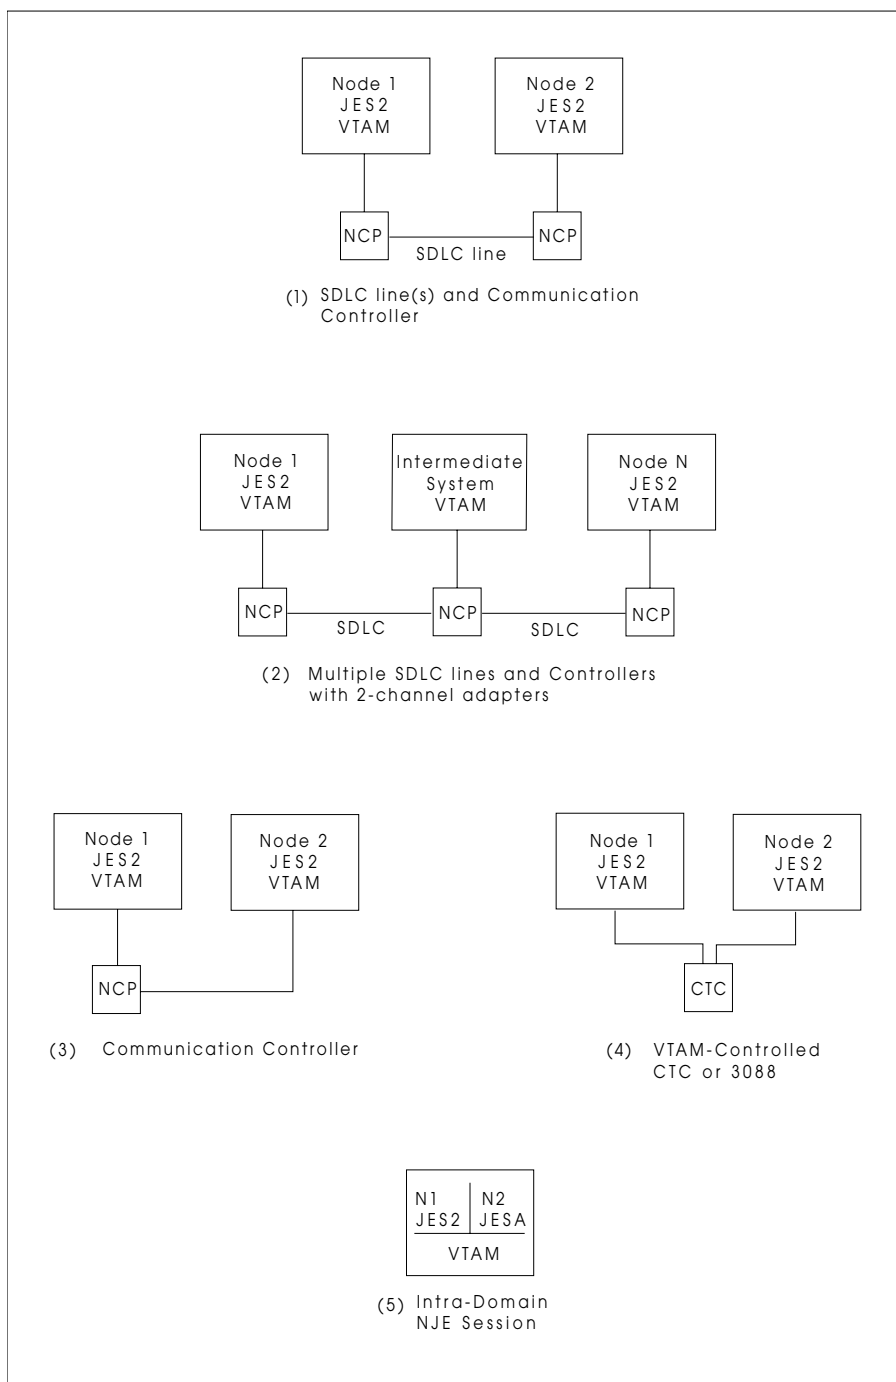 Node 1
JES2
VTAM
Node 2
JES2
VTAM
NCP
NCP
SDLC line
(1) SDLC line(s) and Communication
Controller
Node 1
JES2
VTAM
Intermediate
System
VTAM
Node N
JES2
VTAM
NCP
NCP
NCP
SDLC
SDLC
(2) Multiple SDLC lines and Controllers
with 2-channel adapters
Node 1
JES2
VTAM
Node 2
JES2
VTAM
NCP
(3) Communication Controller
Node 1
JES2
VTAM
Node 2
JES2
VTAM
CTC
(4) VTAM-Controlled
CTC or 3088
N1
JES2
N2
JESA
VTAM
(5) Intra-Domain
NJE Session